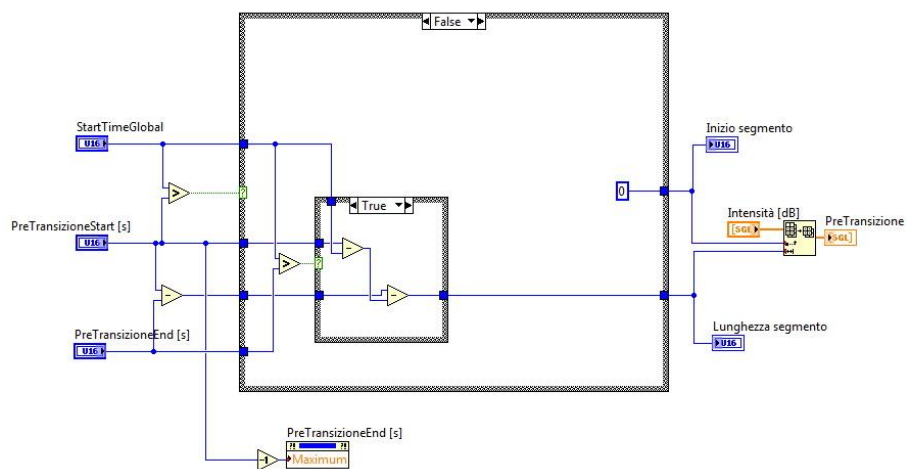 False
StartTimeGlobal
U16
>
?
Inizio segmento
U16
0
True
PreTransizioneStart [s]
U16
Intensità [dB]
[SGL]
PreTransizione
[SGL]
-
>
?
-
-
PreTransizioneEnd [s]
U16
Lunghezza segmento
U16
PreTransizioneEnd [s]
-1
?!
?!
Maximum